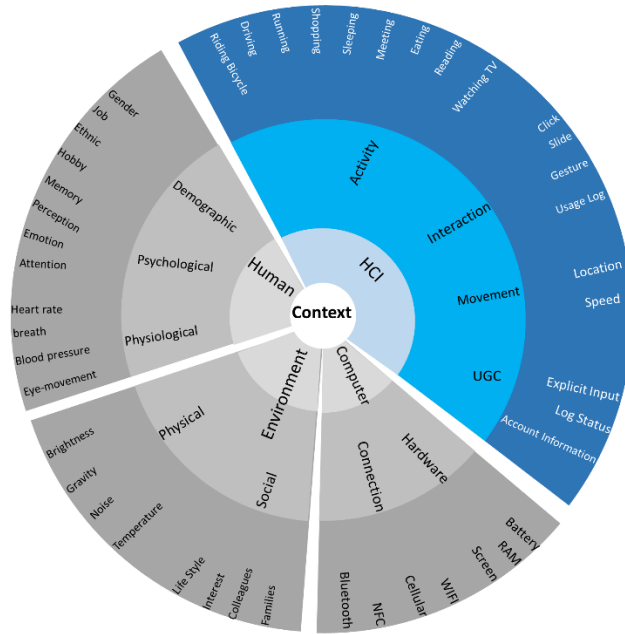 Context
HCI
Activity
Riding Bicycle
Driving
Running
Shopping
Sleeping
Meeting
Eating
Reading
Watching TV
Interaction
Click
Slide
Gesture
Usage Log
Movement
Location
Speed
UGC
Explicit Input
Log Status
Account Information
Computer
Hardware
Battery
RAM
Screen
Connection
WIFI
Cellular
NFC
Bluetooth
Environment
Social
Families
Colleagues
Interest
Life Style
Physical
Temperature
Noise
Gravity
Brightness
Human
Physiological
Eye-movement
Blood pressure
breath
Heart rate
Psychological
Attention
Emotion
Perception
Memory
Demographic
Hobby
Ethnic
Job
Gender